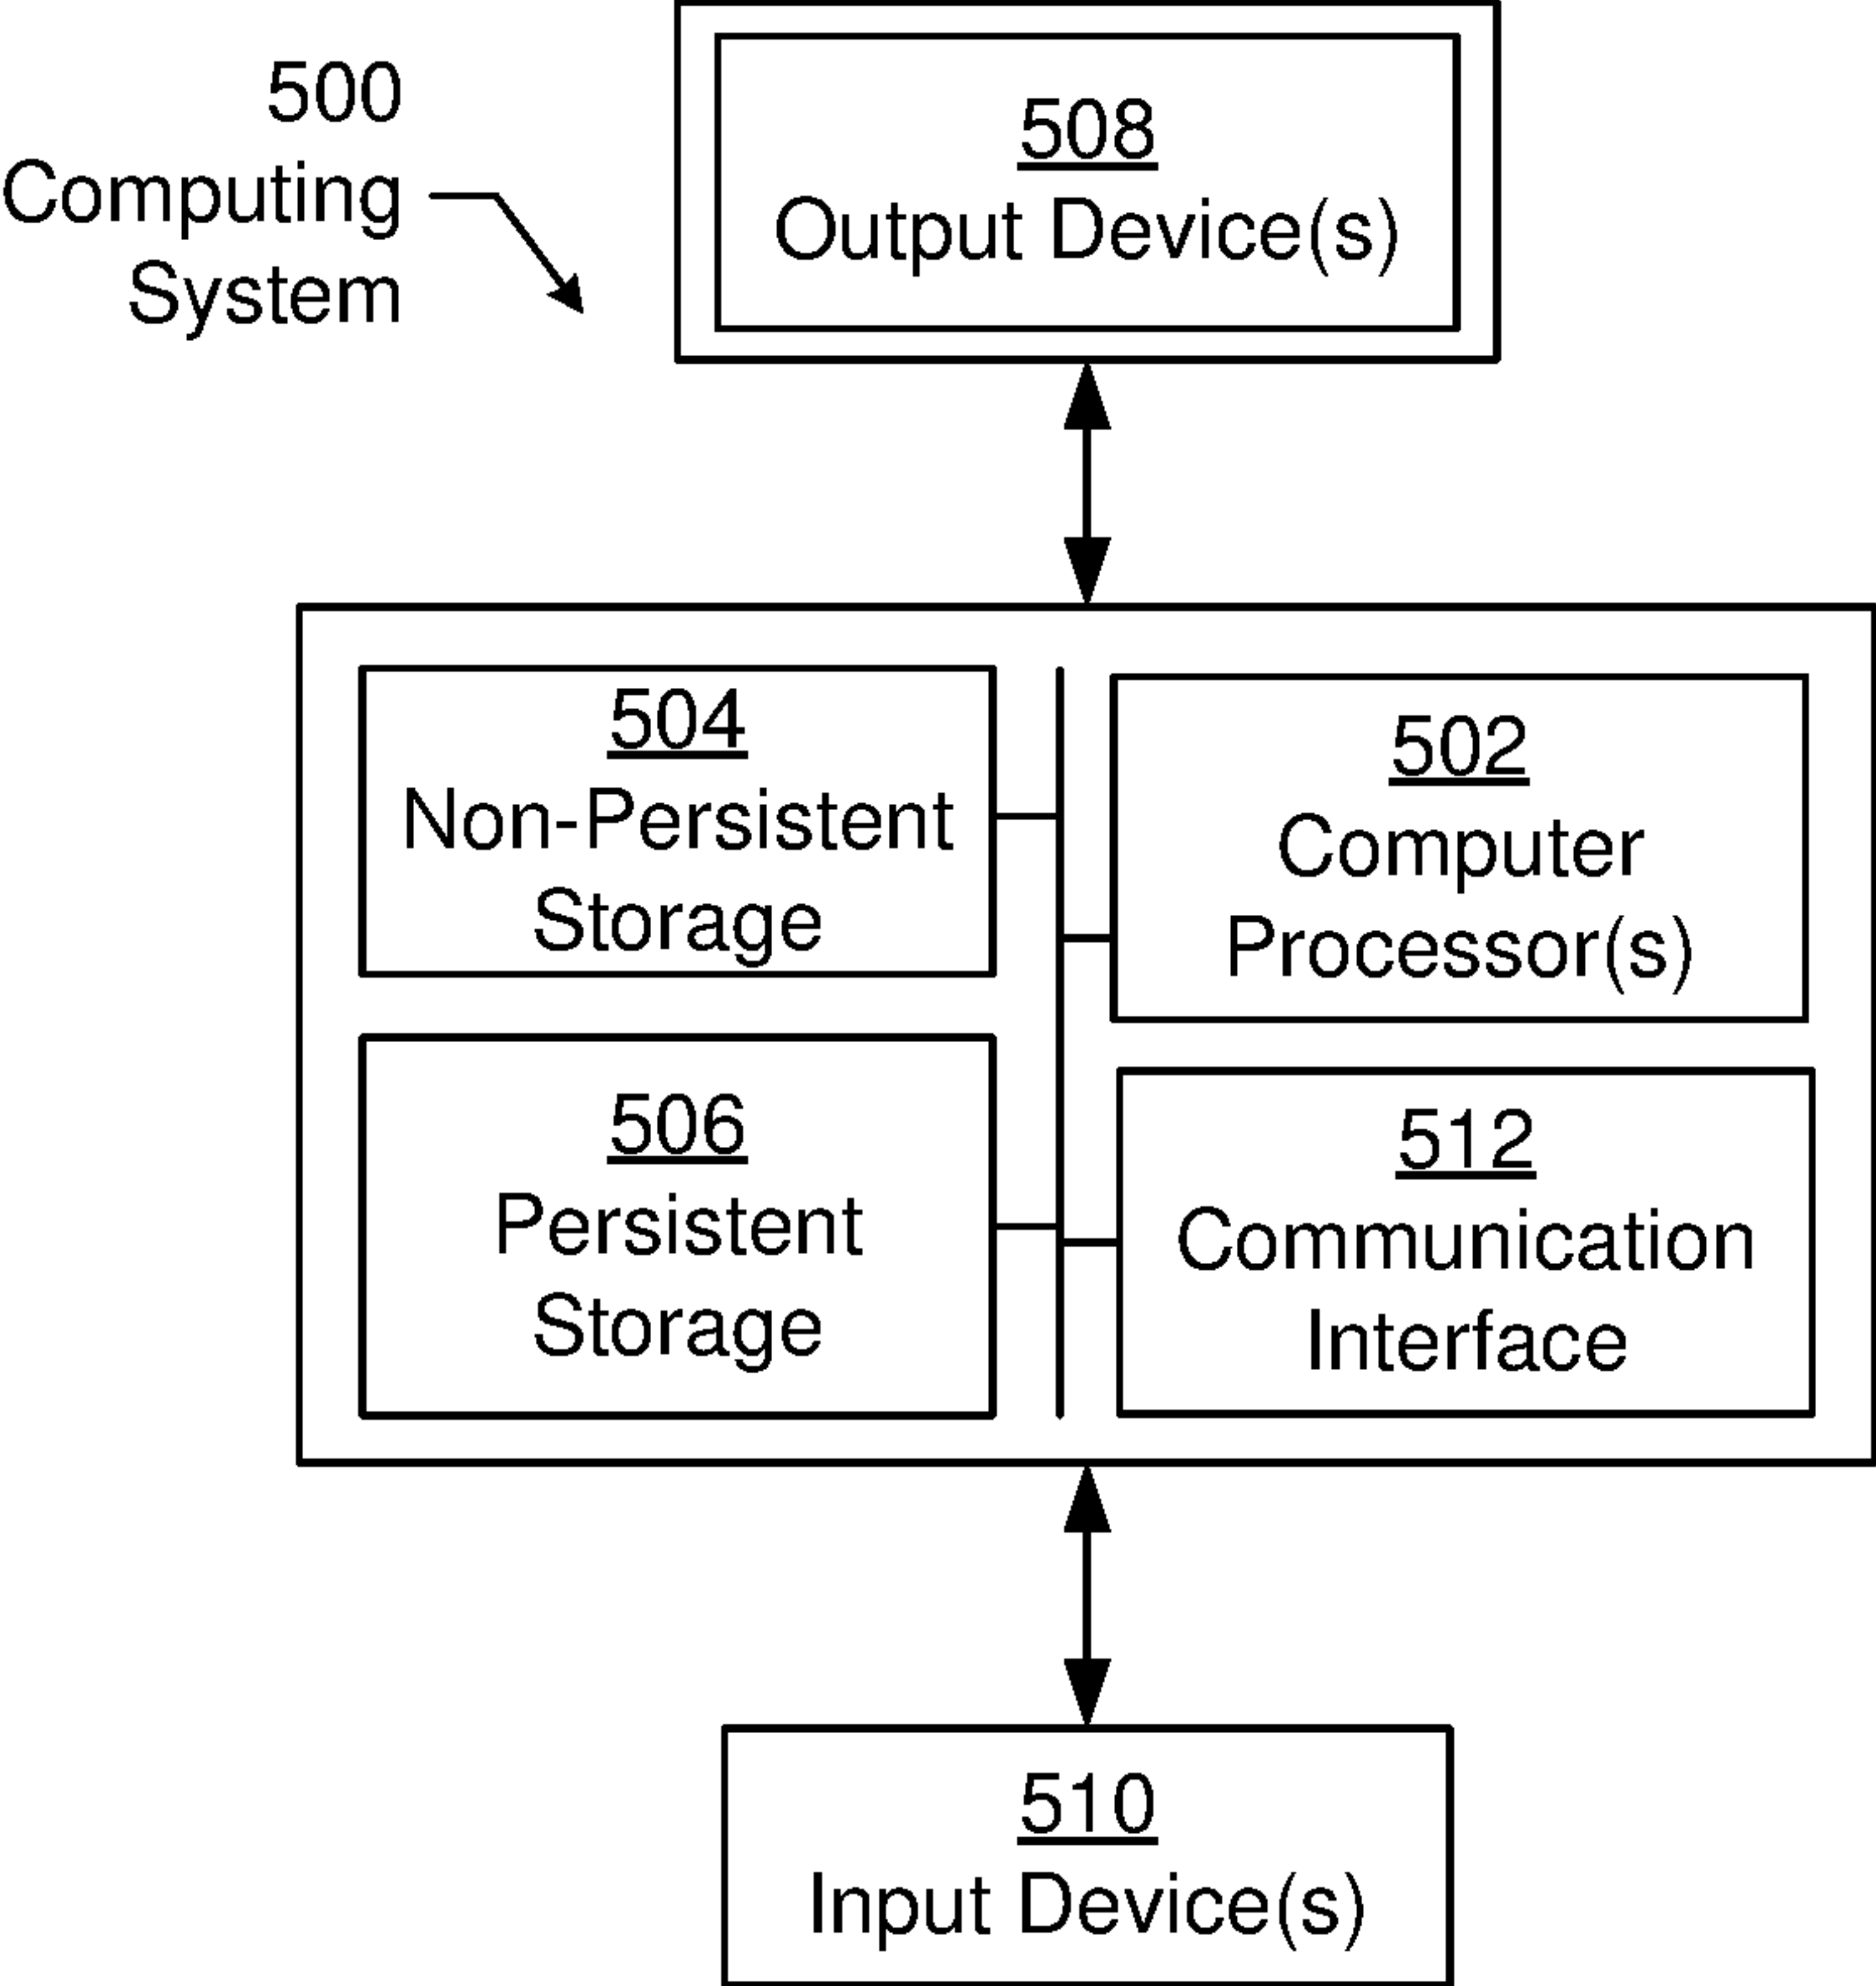 500
Computing
System
508
Output Device(s)
504
Non-Persistent
Storage
502
Computer
Processor(s)
506
Persistent
Storage
512
Communication
Interface
510
Input Device(s)